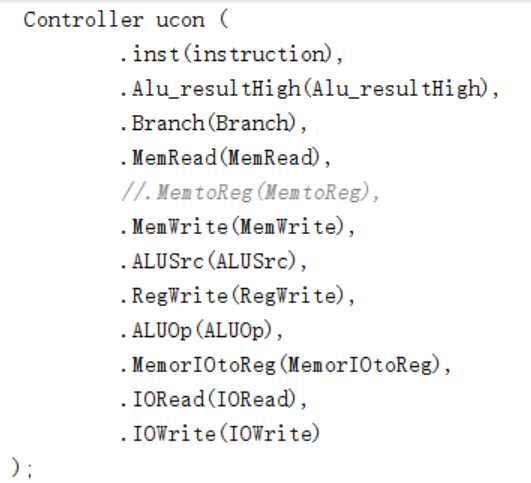 Controller ucon (
.inst(instruction),
.Alu_resultHigh(Alu_resultHigh),
.Branch(Branch),
.MemRead(MemRead),
//.MemtoReg(MemtoReg),
.MemWrite(MemWrite),
.ALUSrc(ALUSrc),
.RegWrite(RegWrite),
.ALUOp(ALUOp),
.MemorIOtoReg(MemorIOtoReg),
.IORead(IORead),
.IOWrite(IOWrite)
);